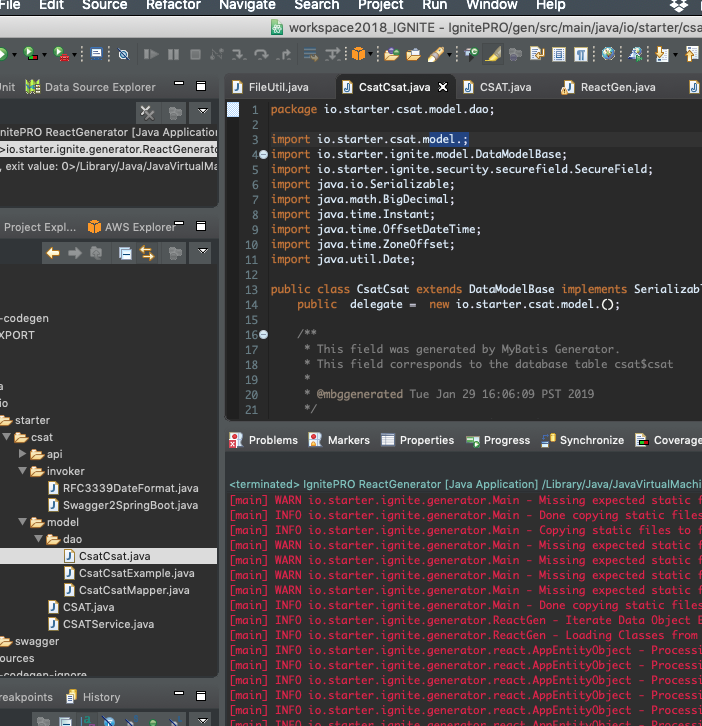 File Edit Source Refactor Navigate Search Project Run Window Help
workspace2018_IGNITE - IgnitePRO/gen/src/main/java/io/starter/csa
Data Source Explorer
FileUtil.java CsatCsat.java CSAT.java ReactGen.java
nitePRO ReactGenerator [Java Application]
>io.starter.ignite.generator.ReactGenerato
, exit value: 0>/Library/Java/JavaVirtualMa
1 package io.starter.csat.model.dao;
2
3 import io.starter.csat.model.;
4 import io.starter.ignite.model.DataModelBase;
5 import io.starter.ignite.security.securefield.SecureField;
6 import java.io.Serializable;
7 import java.math.BigDecimal;
8 import java.time.Instant;
9 import java.time.OffsetDateTime;
10 import java.time.ZoneOffset;
11 import java.util.Date;
12
13 public class CsatCsat extends DataModelBase implements Serializab
14 public delegate = new io.starter.csat.model.();
15
16 /**
17 * This field was generated by MyBatis Generator.
18 * This field corresponds to the database table csat$csat
19 *
20 * @mbggenerated Tue Jan 29 16:06:09 PST 2019
21 */
Project Expl... AWS Explorer
-codegen
XPORT
a
io
starter
csat
api
invoker
RFC3339DateFormat.java
Swagger2SpringBoot.java
model
dao
CsatCsat.java
CsatCsatExample.java
CsatCsatMapper.java
CSAT.java
CSATService.java
swagger
ources
-codegen-ignore
reakpoints History
Problems Markers Properties Progress Synchronize Coverage
<terminated> IgnitePRO ReactGenerator [Java Application] /Library/Java/JavaVirtualMachi
[main] WARN io.starter.ignite.generator.Main - Missing expected static f
[main] INFO io.starter.ignite.generator.Main - Done copying static files
[main] INFO io.starter.ignite.generator.Main - Copying static files to f
[main] WARN io.starter.ignite.generator.Main - Missing expected static f
[main] WARN io.starter.ignite.generator.Main - Missing expected static f
[main] WARN io.starter.ignite.generator.Main - Missing expected static f
[main] WARN io.starter.ignite.generator.Main - Missing expected static f
[main] INFO io.starter.ignite.generator.Main - Done copying static files
[main] INFO io.starter.ignite.ReactGen - Iterate Data Object E
[main] INFO io.starter.ignite.ReactGen - Loading Classes from
[main] INFO io.starter.ignite.react.AppEntityObject - Processi
[main] INFO io.starter.ignite.react.AppEntityObject - Processi
[main] INFO io.starter.ignite.react.AppEntityObject - Processi
[main] INFO io.starter.ignite.react.AppEntityObject - Processi
[main] INFO io.starter.ignite.react.AppEntityObject - Processi